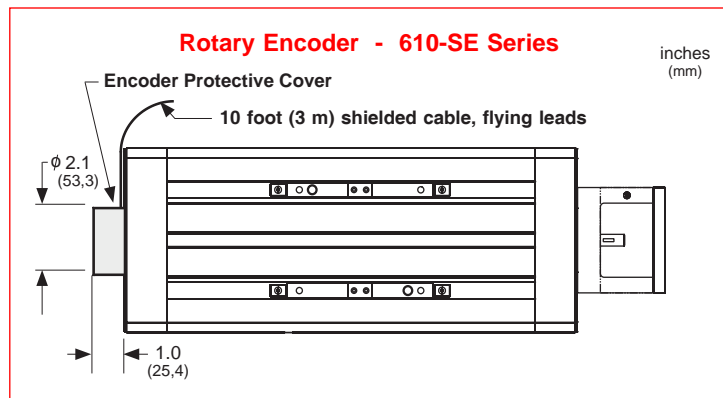 Rotary Encoder - 610-SE Series
inches
(mm)
Encoder Protective Cover
10 foot (3 m) shielded cable, flying leads
ϕ 2.1
(53,3)
1.0
(25,4)